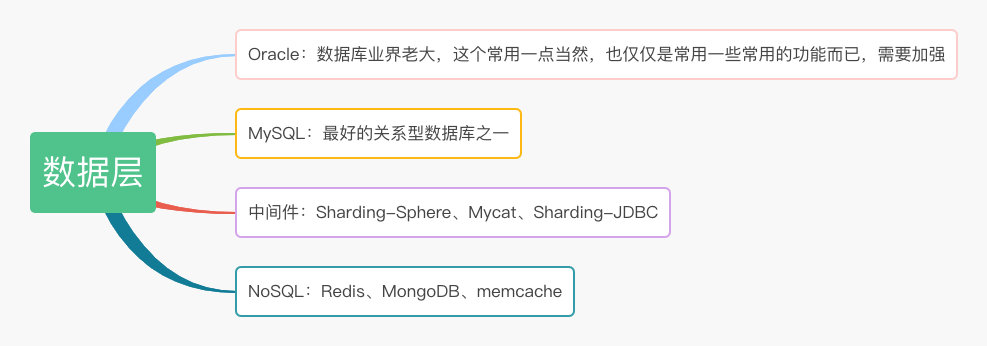 数据层
Oracle：数据库业界老大，这个常用一点当然，也仅仅是常用一些常用的功能而已，需要加强
MySQL：最好的关系型数据库之一
中间件：Sharding-Sphere、Mycat、Sharding-JDBC
NoSQL：Redis、MongoDB、memcache